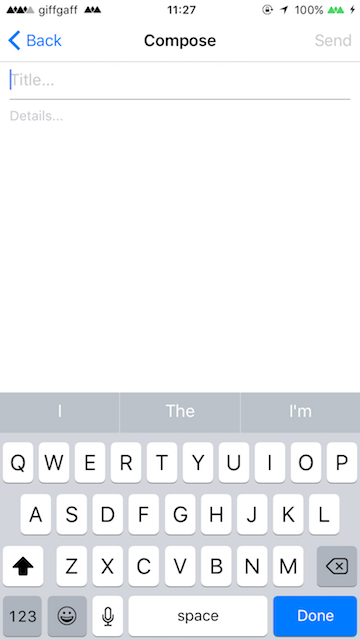 giffgaff 11:27 100%
Back Compose Send
Title...
Details...
I The I'm
Q W E R T Y U I O P
A S D F G H J K L
Z X C V B N M
123 space Done